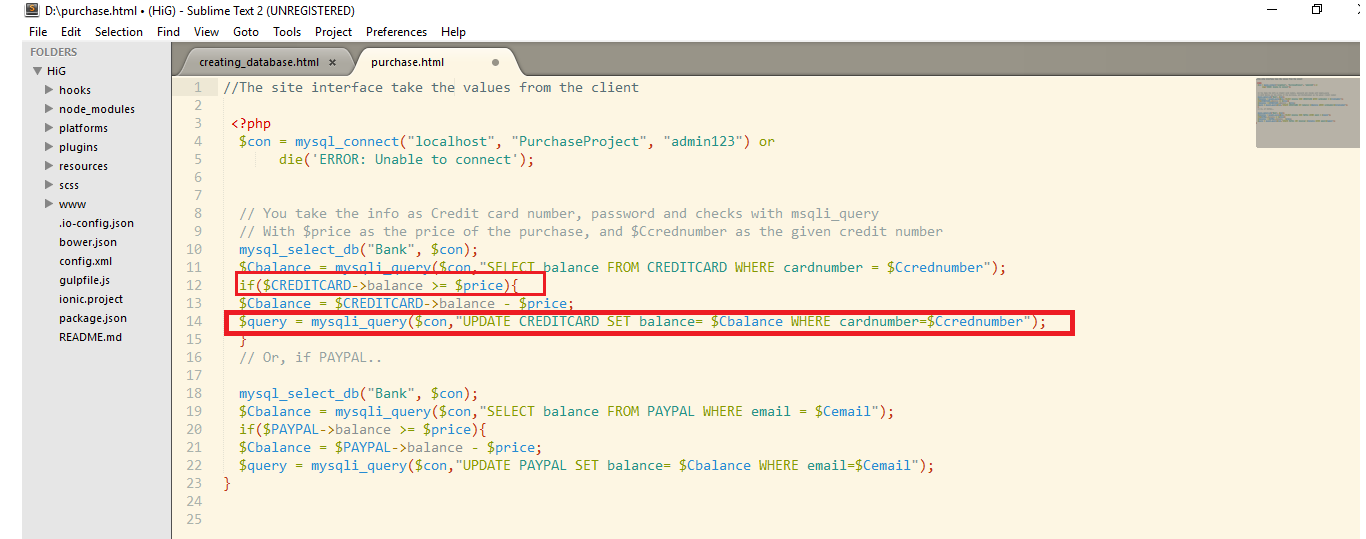 D:\purchase.html • (HiG) - Sublime Text 2 (UNREGISTERED)
File Edit Selection Find View Goto Tools Project Preferences Help
FOLDERS
HiG
hooks
node_modules
platforms
plugins
resources
scss
www
.io-config.json
bower.json
config.xml
gulpfile.js
ionic.project
package.json
README.md
creating_database.html × purchase.html
1 //The site interface take the values from the client
2
3 <?php
4 $con = mysql_connect("localhost", "PurchaseProject", "admin123") or
5 die('ERROR: Unable to connect');
6
7
8 // You take the info as Credit card number, password and checks with msqli_query
9 // With $price as the price of the purchase, and $Ccrednumber as the given credit number
10 mysql_select_db("Bank", $con);
11 $Cbalance = mysqli_query($con,"SELECT balance FROM CREDITCARD WHERE cardnumber = $Ccrednumber");
12 if($CREDITCARD->balance >= $price){
13 $Cbalance = $CREDITCARD->balance - $price;
14 $query = mysqli_query($con,"UPDATE CREDITCARD SET balance= $Cbalance WHERE cardnumber=$Ccrednumber");
15 }
16 // Or, if PAYPAL..
17
18 mysql_select_db("Bank", $con);
19 $Cbalance = mysqli_query($con,"SELECT balance FROM PAYPAL WHERE email = $Cemail");
20 if($PAYPAL->balance >= $price){
21 $Cbalance = $PAYPAL->balance - $price;
22 $query = mysqli_query($con,"UPDATE PAYPAL SET balance= $Cbalance WHERE email=$Cemail");
23 }
24
25